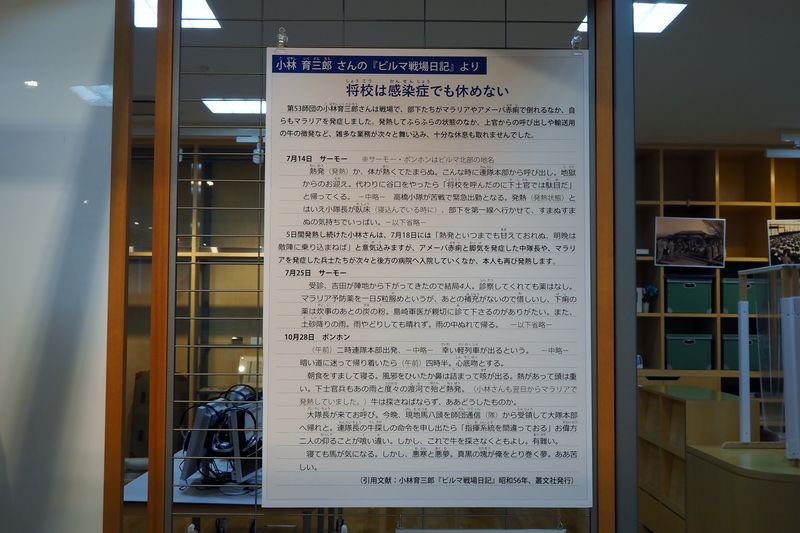 小林 育三郎 さんの『ビルマ戦場日記』より
将校は感染症でも休めない
第53師団の小林育三郎さんは戦場で、部下たちがマラリアやアメーバ赤痢で倒れるなか、自
らもマラリアを発症しました。発熱してふらふらの状態のなか、上官からの呼び出しや輸送用
の牛の徴発など、雑多な業務が次々と舞い込み、十分な休息も取れませんでした。
7月14日 サーモー ※サーモー・ボンホンはビルマ北部の地名
熱発(発熱)か、体が熱くてたまらぬ。こんな時に連隊本部から呼び出し。地獄
からのお迎え。代わりに谷口をやったら「将校を呼んだのに下士官では駄目だ」
と帰ってくる。 ―中略― 高橋小隊が苦戦で緊急出動となる。発熱(発熱状態)と
はいえ小隊長が臥床(寝込んでいる時に)、部下を第一線へ行かせて、すまぬすまぬ
の気持ちでいっぱい。―以下省略―
5日間発熱し続けた小林さんは、7月18日には「熱発といつまでも甘えておれぬ、明晩は
敵陣に乗り込まねば」と意気込みますが、アメーバ赤痢と脚気を発症した中隊長や、マラリ
アを発症した兵士たちが次々と後方の病院へ入院していくなか、本人も再び発熱します。
7月25日 サーモー
受診、吉田が陣地から下がってきたので結局4人。診察してくれても薬はなし。
マラリア予防薬を一日5粒服めというが、あとの補充がないので惜しいし、下痢の
薬は炊事のあとの炭の粉。島崎軍医が親切に診て下さるのがありがたい。また、
土砂降りの雨。雨やどりしても晴れず。雨の中ぬれて帰る。 ―以下省略―
10月28日 ボンホン
(午前)二時連隊本部出発、―中略― 幸い軽列車が出るという。 ―中略―
暗い道に迷って帰り着いたら(午前)四時半。心底吻とする。
朝食をすまして寝る。風邪をひいたか鼻は詰まって咳が出る。熱があって頭は重
い。下士官兵もあの雨と度々の渡河で殆ど熱発。(小林さんも翌日からマラリアで
発熱していました。)牛は探さねばならず、ああどうしたものか。
大隊長が来てお呼び。今晩、現地馬八頭を師団通信(隊)から受領して大隊本部
へ帰れと。連隊長の牛探しの命令を申し出たら「指揮系統を間違っておる」お偉方
二人の仰ることが喰い違い。しかし、これで牛を探さなくともよし。有難い。
寝ても馬が気になる。しかし、悪寒と悪夢。真黒の塊が俺をとり巻く夢。ああ苦
しい。
(引用文献:小林育三郎『ビルマ戦場日記』昭和56年、叢文社発行)